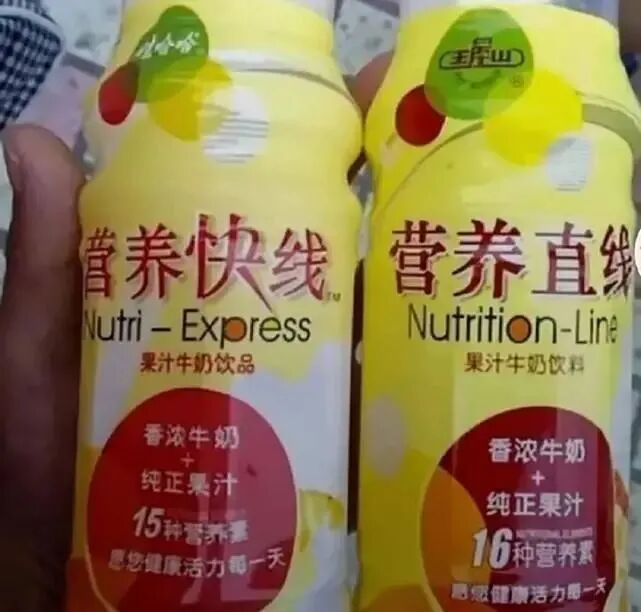 娃哈哈
营养快线
Nutri-Express
果汁牛奶饮品
香浓牛奶
+
纯正果汁
15种营养素
愿您健康活力每一天
王屋山
营养直线
Nutrition-Line
果汁牛奶饮料
香浓牛奶
+
纯正果汁
16种营养素
愿您健康活力每一天